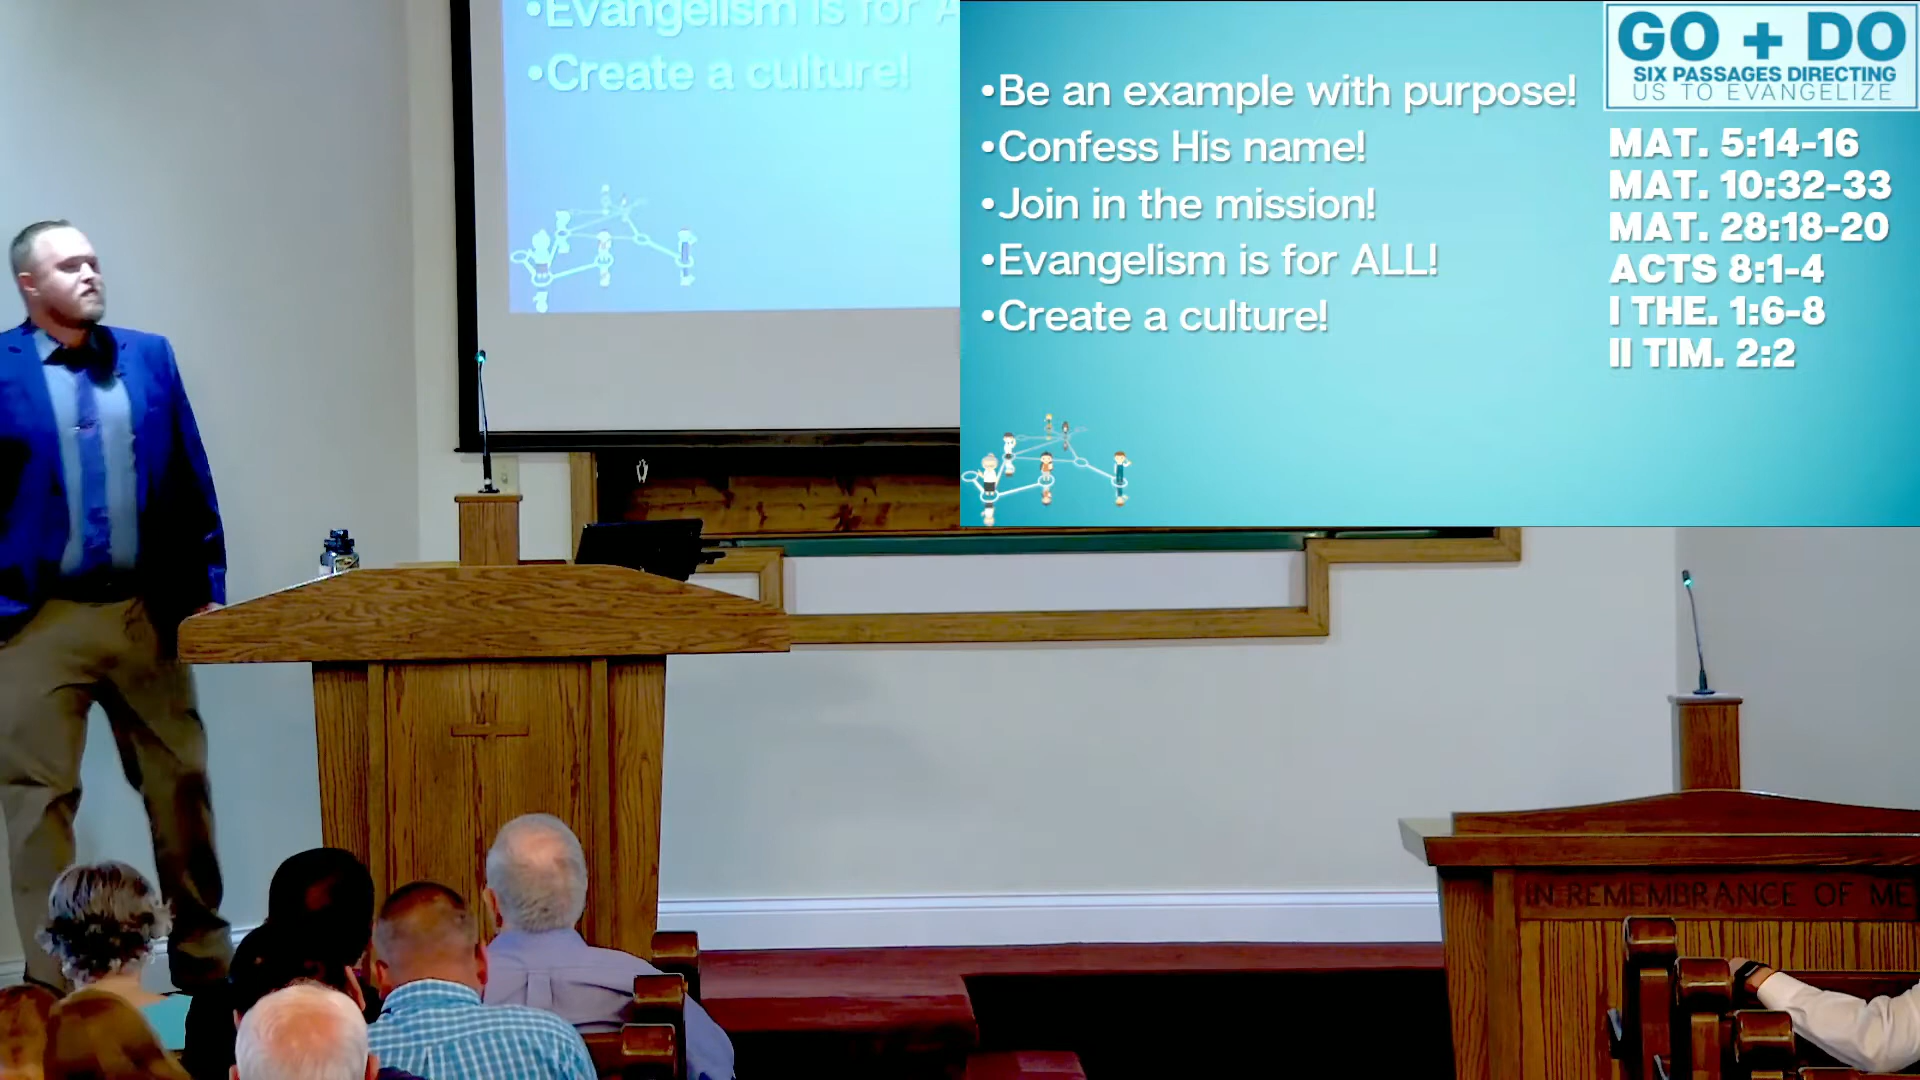 •Evangelism is for A
•Create a culture!
•Be an example with purpose!
•Confess His name!
•Join in the mission!
•Evangelism is for ALL!
•Create a culture!
GO + DO
SIX PASSAGES DIRECTING
US TO EVANGELIZE
MAT. 5:14-16
MAT. 10:32-33
MAT. 28:18-20
ACTS 8:1-4
I THE. 1:6-8
II TIM. 2:2
IN REMEMBRANCE OF ME